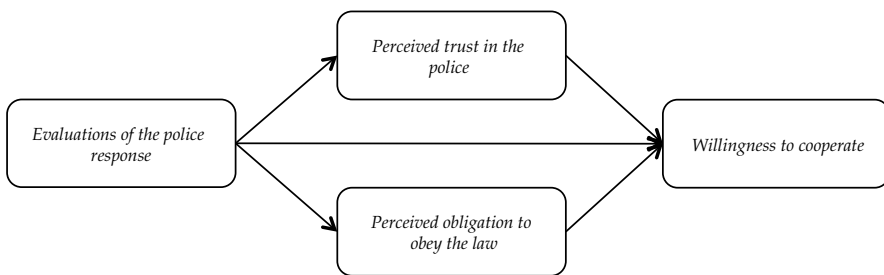 Perceived trust in the
police
Evaluations of the police
response
Willingness to cooperate
Perceived obligation to
obey the law